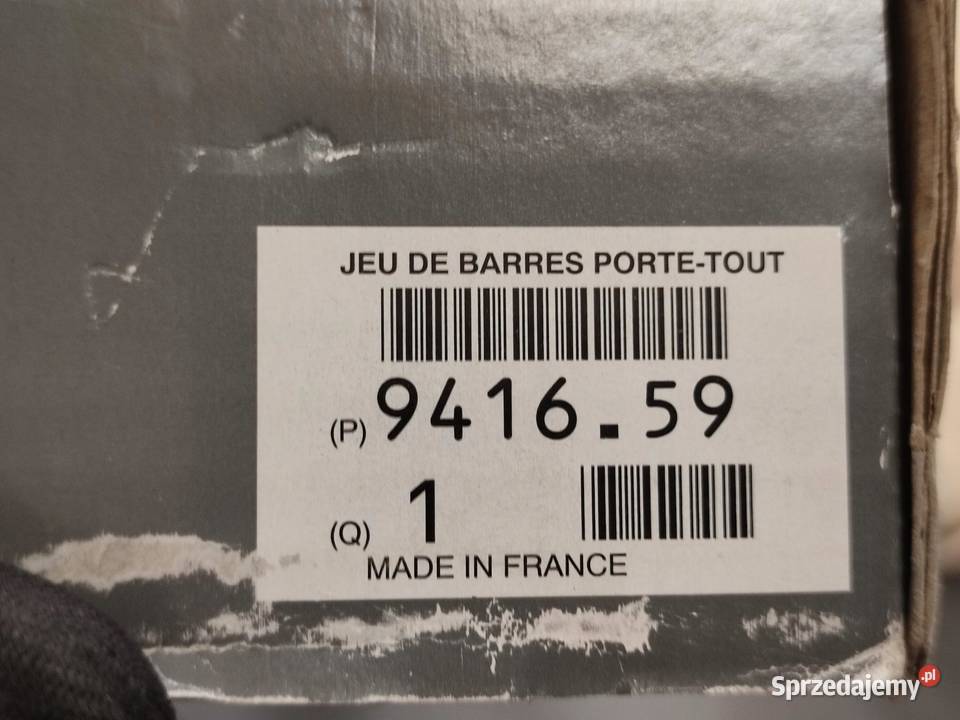 JEU DE BARRES PORTE-TOUT
(P) 9416.59
(Q) 1
MADE IN FRANCE
Sprzedajemy.pl